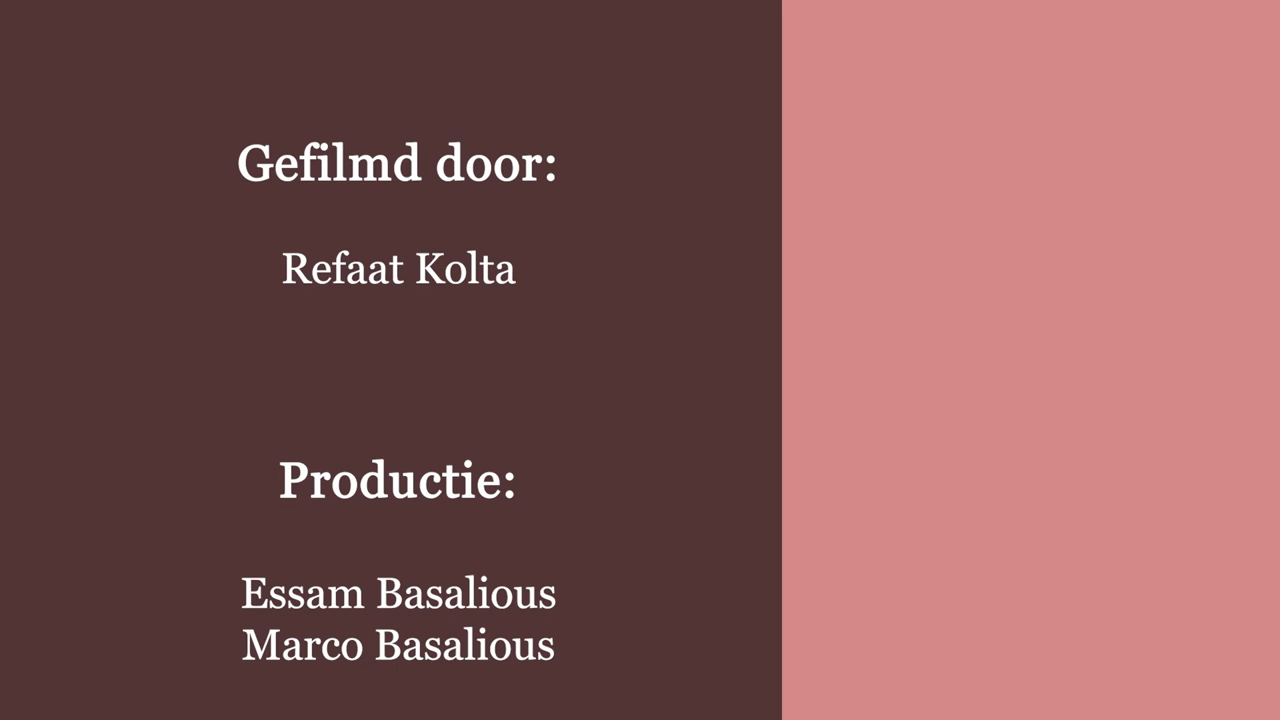 Gefilmd door:
Refaat Kolta
Productie:
Essam Basalious
Marco Basalious